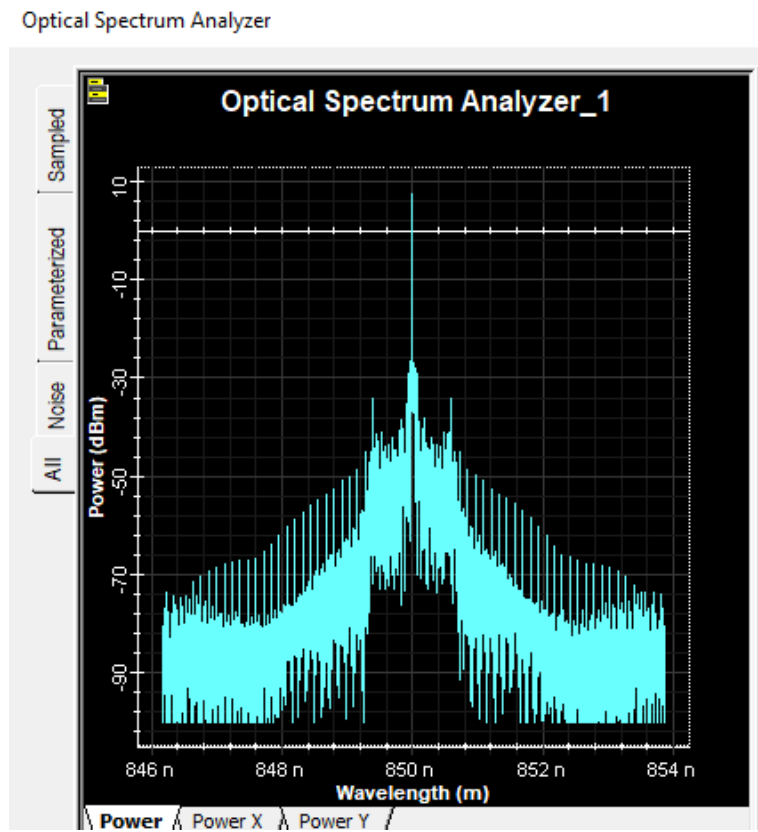 Optical Spectrum Analyzer
Optical Spectrum Analyzer_1
Sampled
Parameterized
Noise
All
Power (dBm)
10
-10
-30
-50
-70
-90
846 n 848 n 850 n 852 n 854 n
Wavelength (m)
Power Power X Power Y